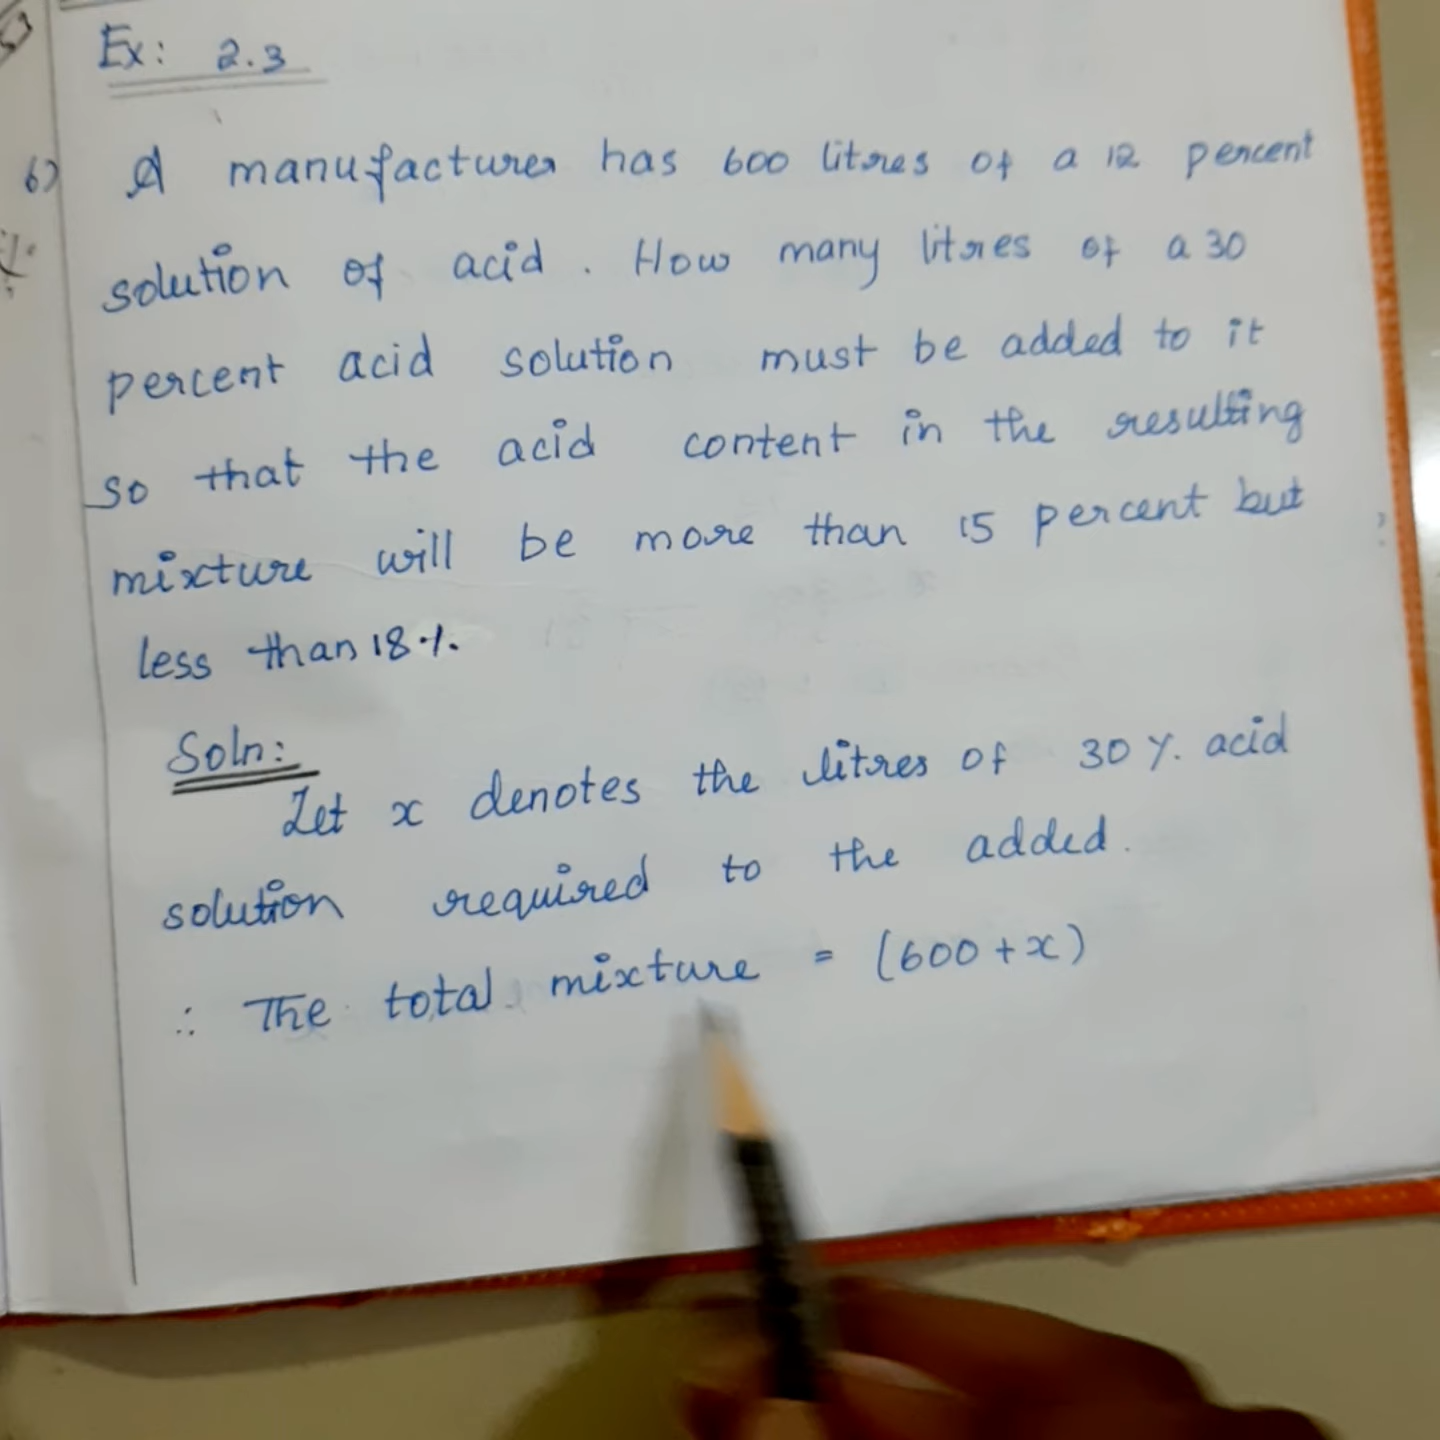 Ex: 2.3
6) A manufacturer has 600 litres of a 12 percent
solution of acid. How many litres of a 30
percent acid solution must be added to it
so that the acid content in the resulting
mixture will be more than 15 percent but
less than 18%.
Soln:
Let x denotes the litres of 30%. acid
solution required to the added.
∴ The total mixture = (600 + x)